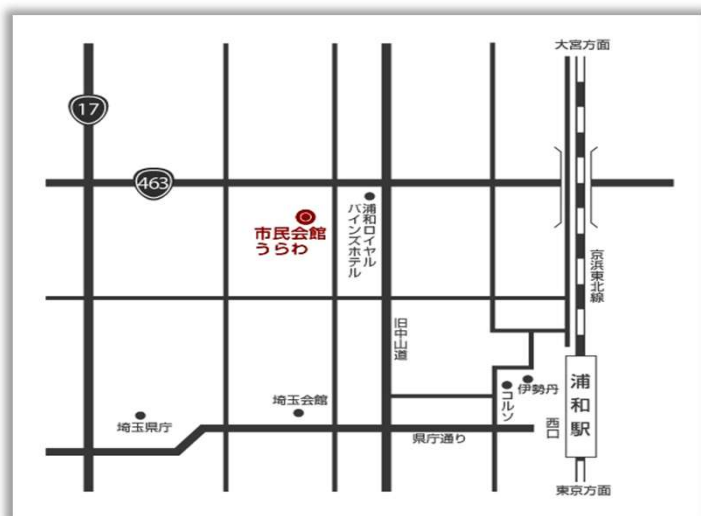 大宮方面
17
463
市民会館
うらわ
浦和ロイヤル
パインズホテル
京浜東北線
旧中山道
伊勢丹
コルソ
浦和駅
西口
埼玉会館
埼玉県庁
県庁通り
東京方面